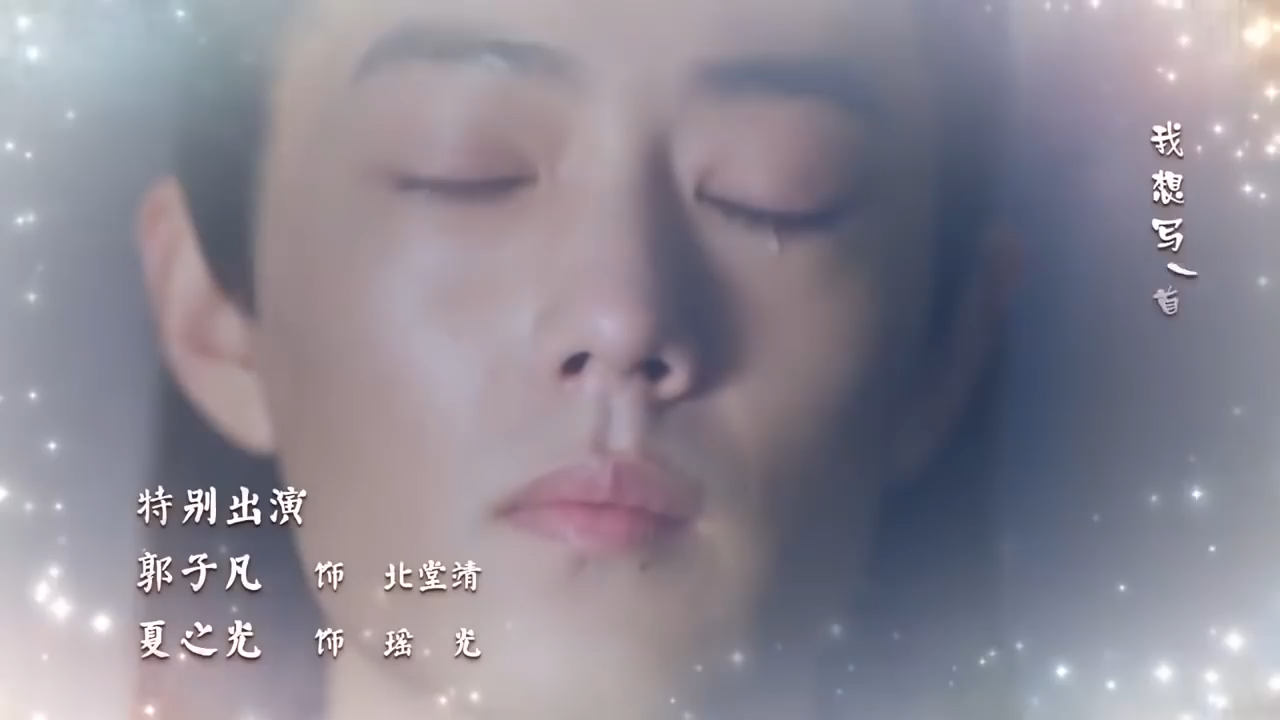 我想写一首
特别出演
郭子凡 饰 北堂清
夏之光 饰 瑶 光